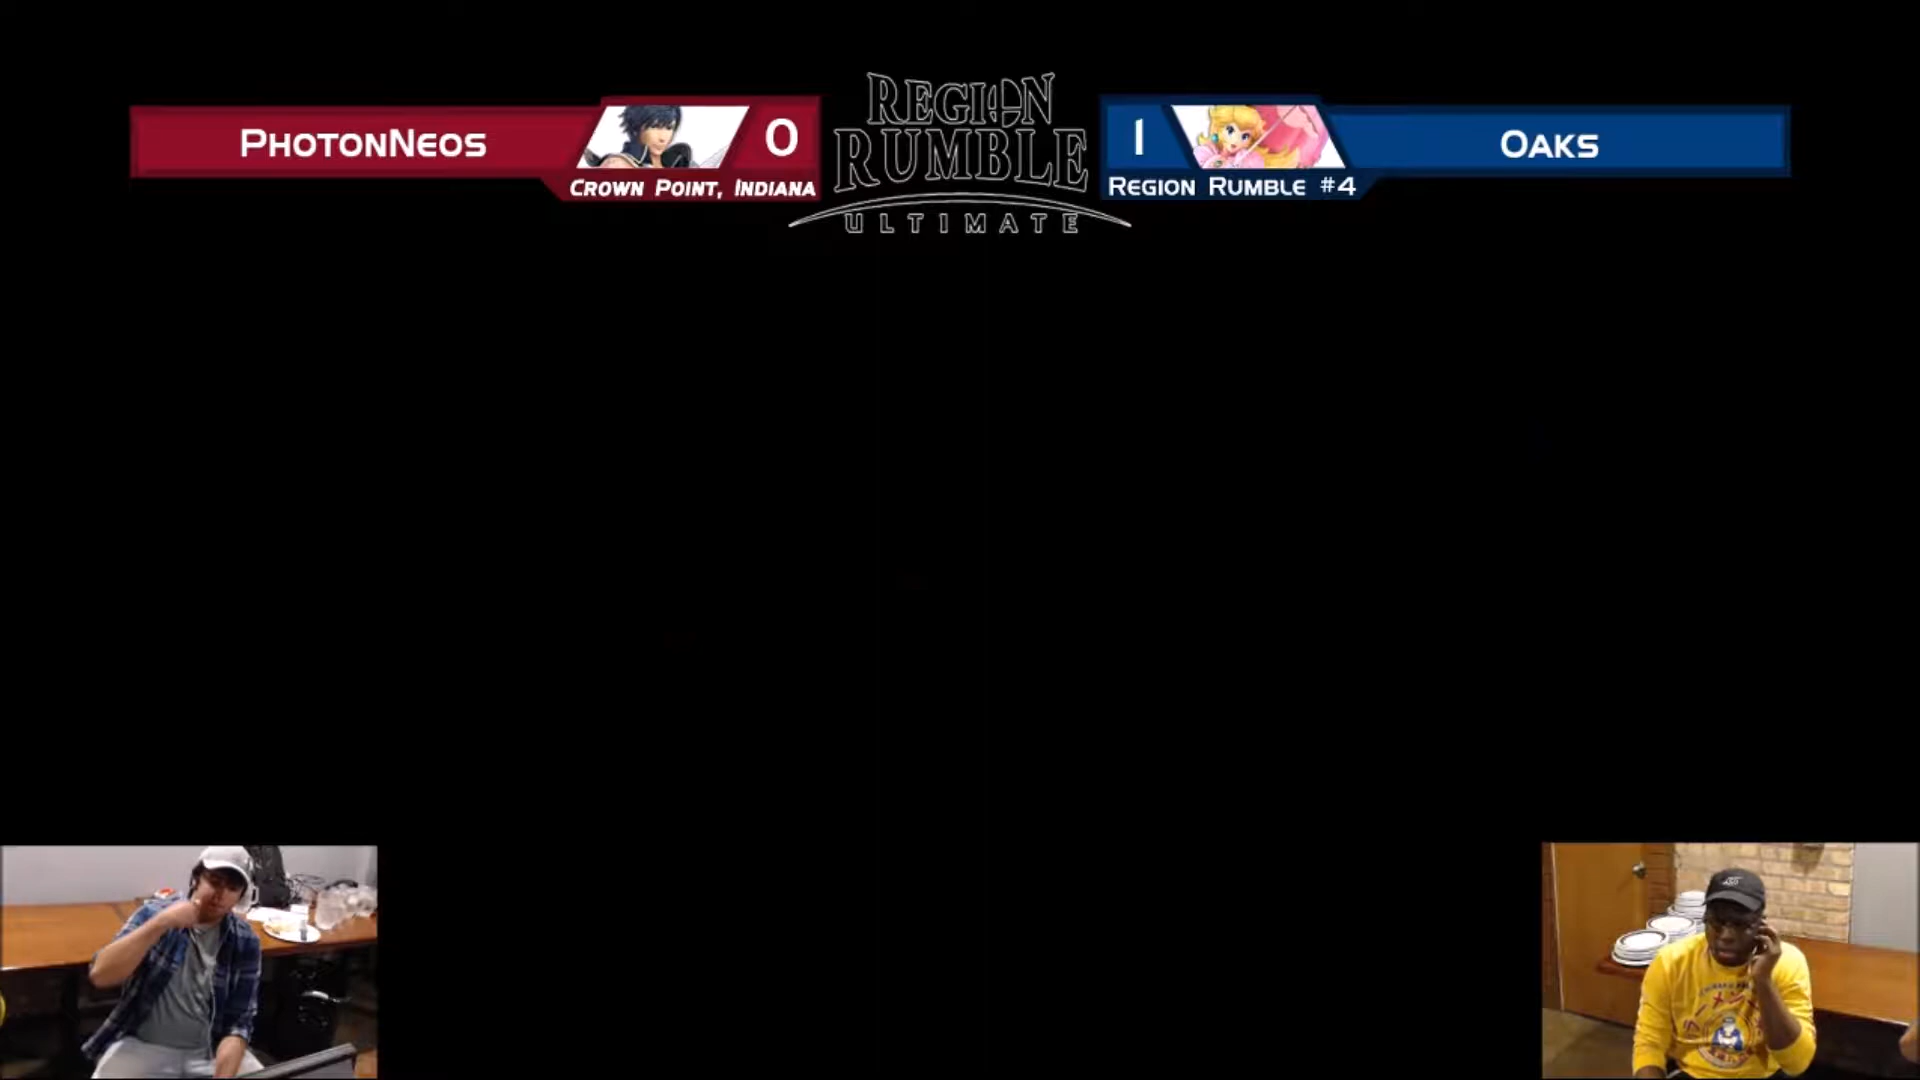 PhotonNeos
0
Crown Point, Indiana
REGION
RUMBLE
ULTIMATE
1
Oaks
Region Rumble #4